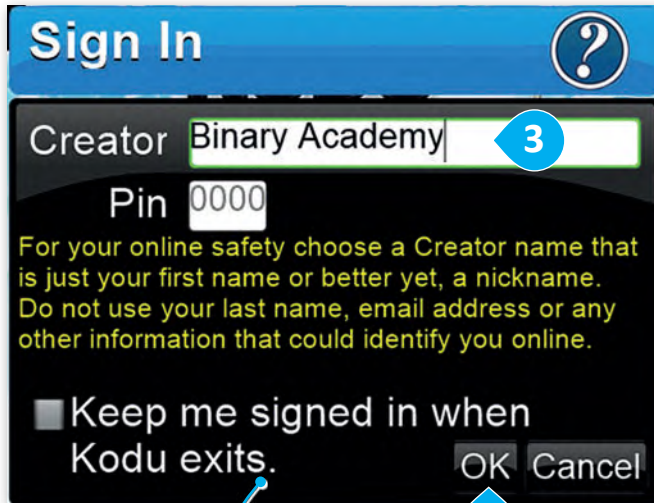 Sign In
?
Creator Binary Academy 3
Pin 0000
For your online safety choose a Creator name that
is just your first name or better yet, a nickname.
Do not use your last name, email address or any
other information that could identify you online.
Keep me signed in when
Kodu exits.
OK Cancel